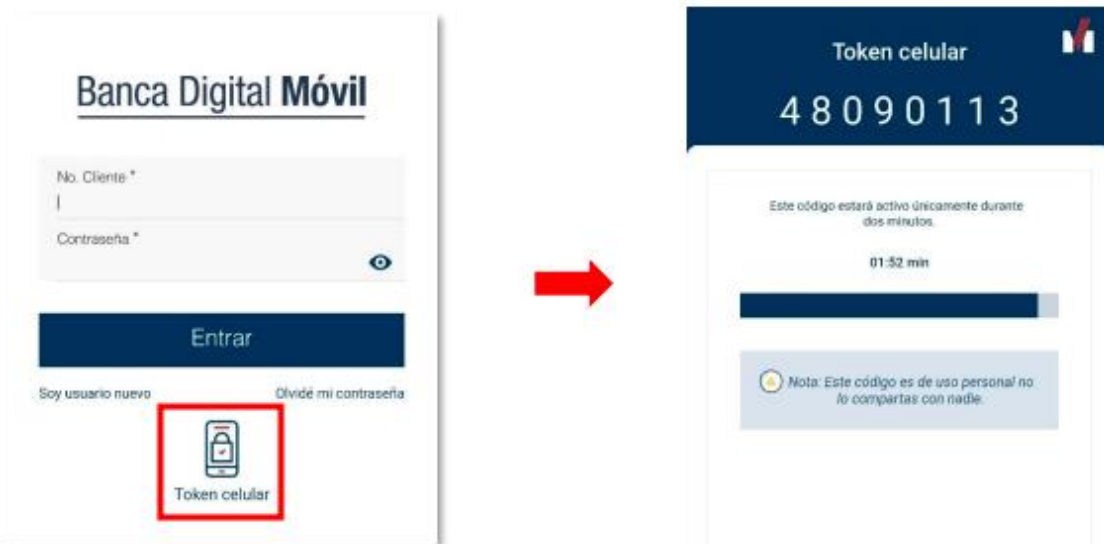 Banca Digital Móvil
No. Cliente *
Contraseña *
Entrar
Soy usuario nuevo
Olvidé mi contraseña
Token celular
Token celular
48090113
Este código estará activo únicamente durante
dos minutos.
01:52 min
Nota: Este código es de uso personal no
lo compartas con nadie.